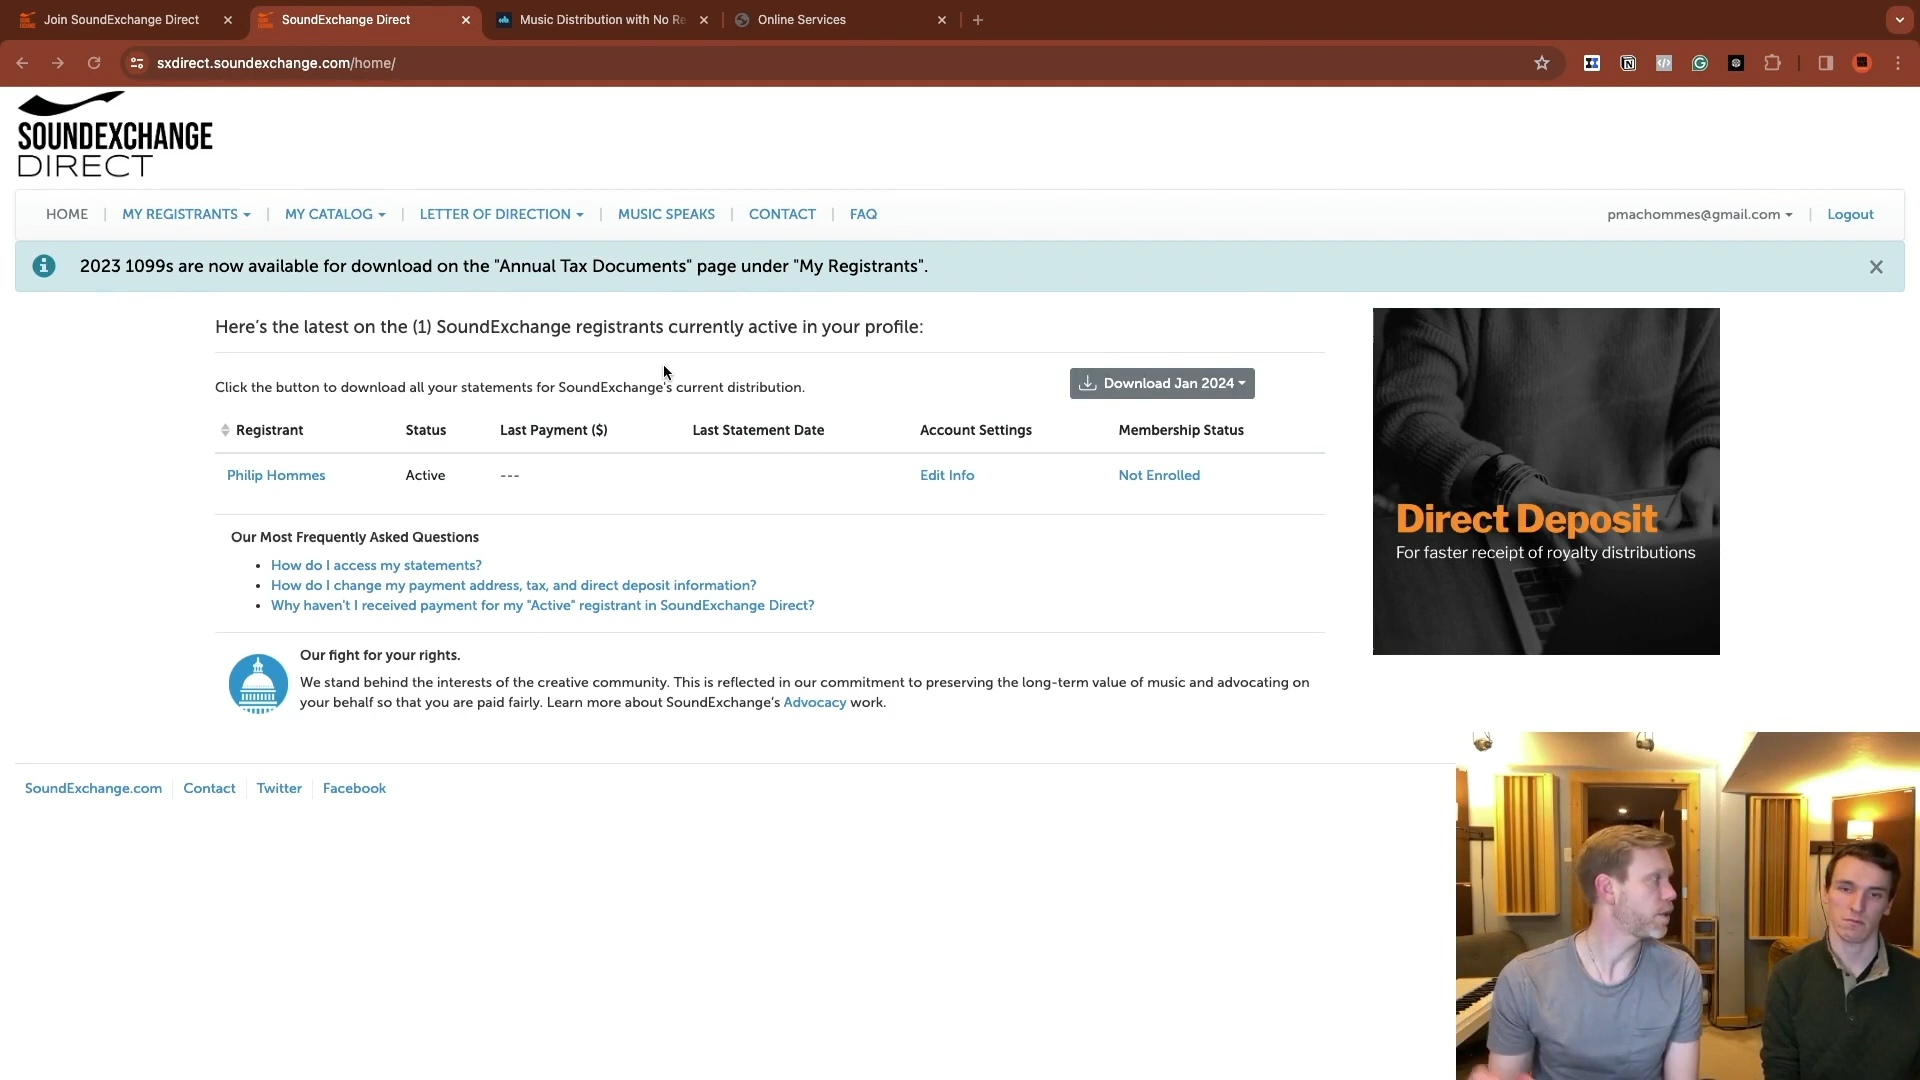 Join SoundExchange Direct
SoundExchange Direct
Music Distribution with No Re
Online Services
sxdirect.soundexchange.com/home/
SOUNDEXCHANGE
DIRECT
HOME
MY REGISTRANTS
MY CATALOG
LETTER OF DIRECTION
MUSIC SPEAKS
CONTACT
FAQ
pmachommes@gmail.com
Logout
2023 1099s are now available for download on the "Annual Tax Documents" page under "My Registrants".
Here's the latest on the (1) SoundExchange registrants currently active in your profile:
Click the button to download all your statements for SoundExchange's current distribution.
Download Jan 2024
Registrant Status Last Payment ($) Last Statement Date Account Settings Membership Status
Philip Hommes Active --- Edit Info Not Enrolled
Direct Deposit
For faster receipt of royalty distributions
Our Most Frequently Asked Questions
• How do I access my statements?
• How do I change my payment address, tax, and direct deposit information?
• Why haven't I received payment for my "Active" registrant in SoundExchange Direct?
Our fight for your rights.
We stand behind the interests of the creative community. This is reflected in our commitment to preserving the long-term value of music and advocating on
your behalf so that you are paid fairly. Learn more about SoundExchange's Advocacy work.
SoundExchange.com
Contact
Twitter
Facebook